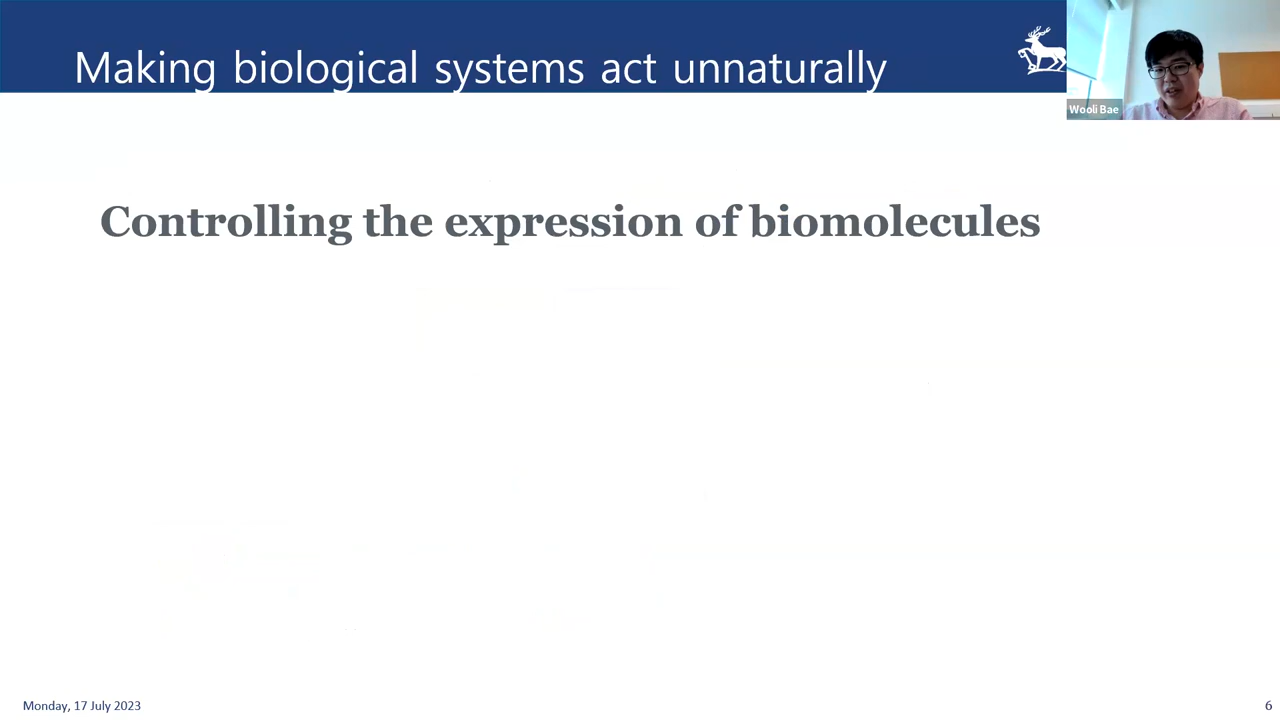 Making biological systems act unnaturally
Wooli Bae
Controlling the expression of biomolecules
Monday, 17 July 2023
6